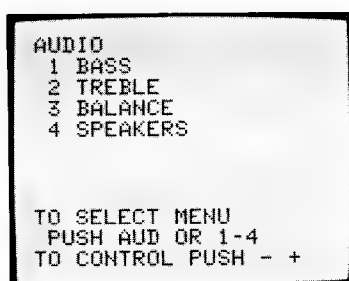 AUDIO
1 BASS
2 TREBLE
3 BALANCE
4 SPEAKERS
TO SELECT MENU
PUSH AUD OR 1-4
TO CONTROL PUSH - +